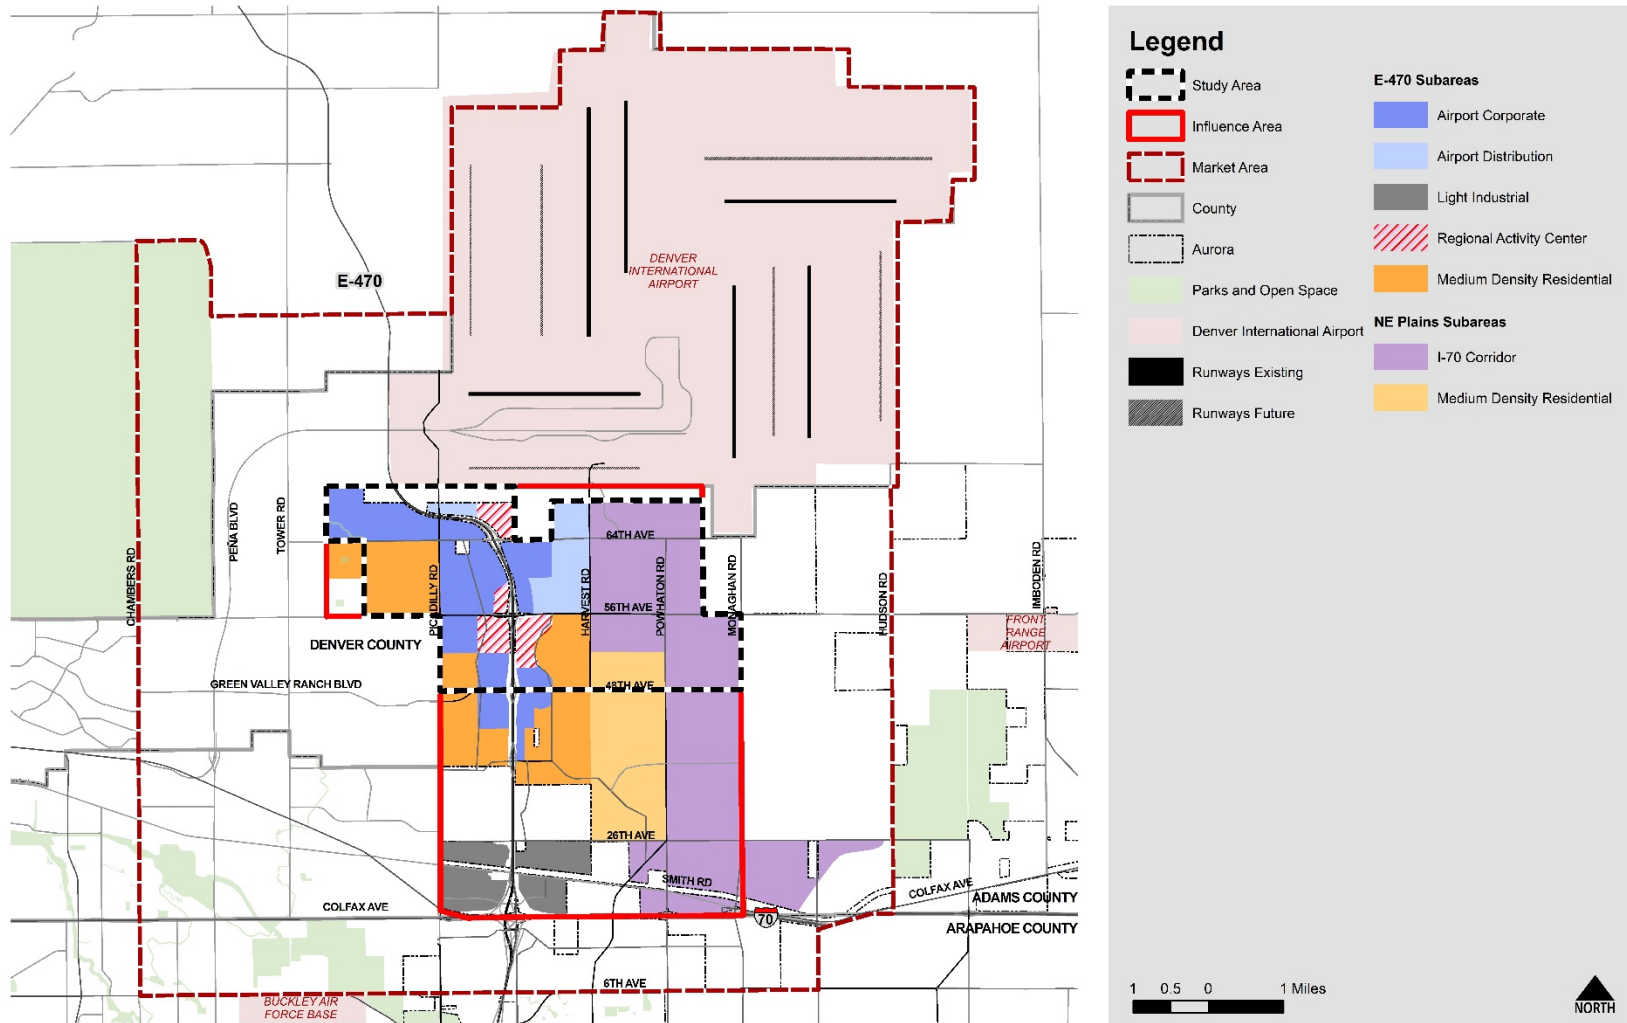 E-470
DENVER
INTERNATIONAL
AIRPORT
CHAMBERS RD
PEÑA BLVD
TOWER RD
PICADILLY RD
64TH AVE
HARVEST RD
56TH AVE
POWHATON RD
MONAGHAN RD
HUDSON RD
IMBODEN RD
FRONT
RANGE
AIRPORT
DENVER COUNTY
GREEN VALLEY RANCH BLVD
48TH AVE
26TH AVE
SMITH RD
COLFAX AVE
COLFAX AVE
70
ADAMS COUNTY
ARAPAHOE COUNTY
6TH AVE
BUCKLEY AIR
FORCE BASE
Legend
Study Area
Influence Area
Market Area
County
Aurora
Parks and Open Space
Denver International Airport
Runways Existing
Runways Future
E-470 Subareas
Airport Corporate
Airport Distribution
Light Industrial
Regional Activity Center
Medium Density Residential
NE Plains Subareas
I-70 Corridor
Medium Density Residential
1 0.5 0 1 Miles
NORTH